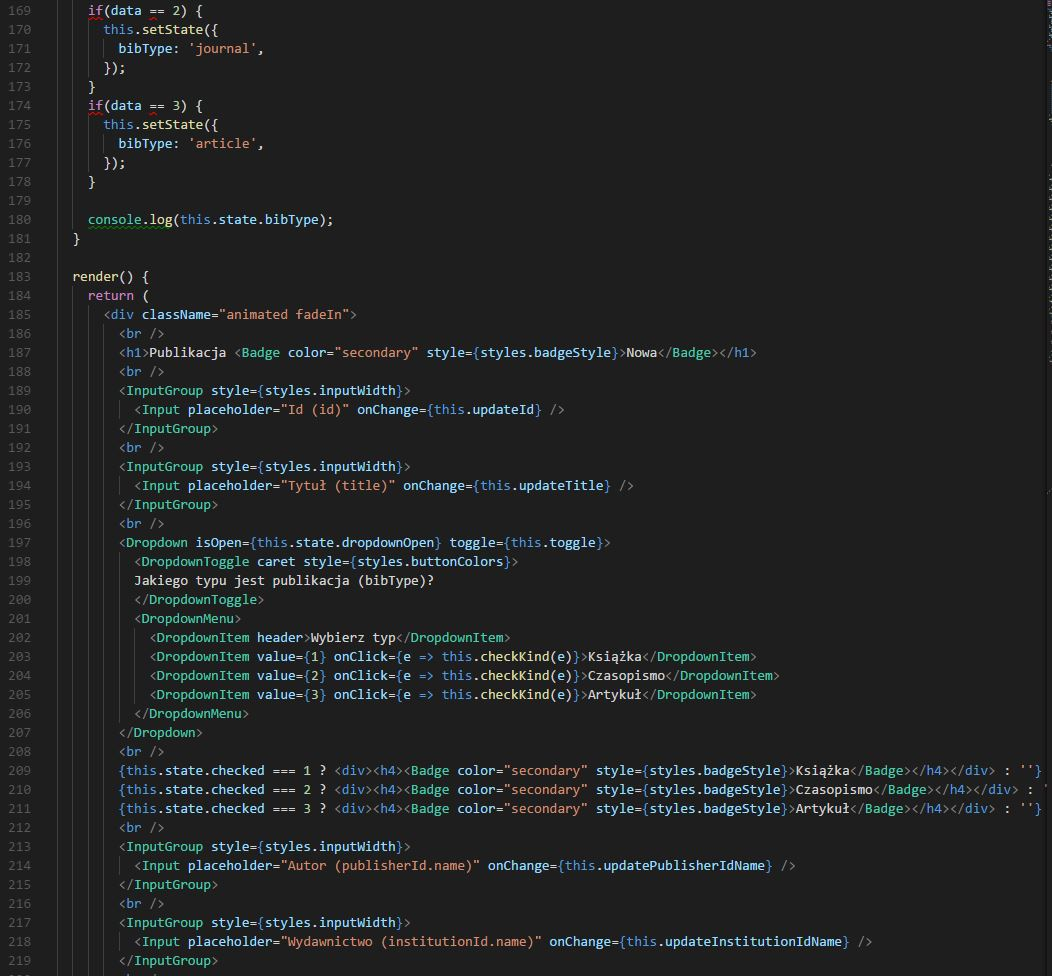 169 if(data == 2) {
170 this.setState({
171 bibType: 'journal',
172 });
173 }
174 if(data == 3) {
175 this.setState({
176 bibType: 'article',
177 });
178 }
179
180 console.log(this.state.bibType);
181 }
182
183 render() {
184 return (
185 <div className="animated fadeIn">
186 <br />
187 <h1>Publikacja <Badge color="secondary" style={styles.badgeStyle}>Nowa</Badge></h1>
188 <br />
189 <InputGroup style={styles.inputWidth}>
190 <Input placeholder="Id (id)" onChange={this.updateId} />
191 </InputGroup>
192 <br />
193 <InputGroup style={styles.inputWidth}>
194 <Input placeholder="Tytuł (title)" onChange={this.updateTitle} />
195 </InputGroup>
196 <br />
197 <Dropdown isOpen={this.state.dropdownOpen} toggle={this.toggle}>
198 <DropdownToggle caret style={styles.buttonColors}>
199 Jakiego typu jest publikacja (bibType)?
200 </DropdownToggle>
201 <DropdownMenu>
202 <DropdownItem header>Wybierz typ</DropdownItem>
203 <DropdownItem value={1} onClick={e => this.checkKind(e)}>Książka</DropdownItem>
204 <DropdownItem value={2} onClick={e => this.checkKind(e)}>Czasopismo</DropdownItem>
205 <DropdownItem value={3} onClick={e => this.checkKind(e)}>Artykuł</DropdownItem>
206 </DropdownMenu>
207 </Dropdown>
208 <br />
209 {this.state.checked === 1 ? <div><h4><Badge color="secondary" style={styles.badgeStyle}>Książka</Badge></h4></div> : ''}
210 {this.state.checked === 2 ? <div><h4><Badge color="secondary" style={styles.badgeStyle}>Czasopismo</Badge></h4></div> : '
211 {this.state.checked === 3 ? <div><h4><Badge color="secondary" style={styles.badgeStyle}>Artykuł</Badge></h4></div> : ''}
212 <br />
213 <InputGroup style={styles.inputWidth}>
214 <Input placeholder="Autor (publisherId.name)" onChange={this.updatePublisherIdName} />
215 </InputGroup>
216 <br />
217 <InputGroup style={styles.inputWidth}>
218 <Input placeholder="Wydawnictwo (institutionId.name)" onChange={this.updateInstitutionIdName} />
219 </InputGroup>